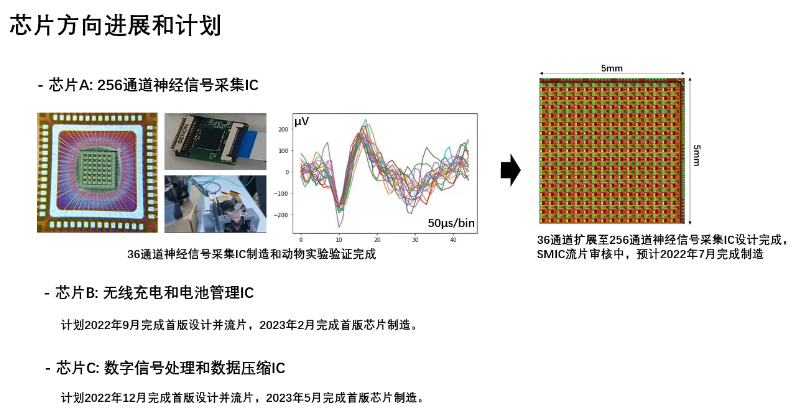 芯片方向进展和计划
- 芯片A: 256通道神经信号采集IC
5mm
μV
200
100
0
-100
-200
0
10
20
30
40
50μs/bin
5mm
36通道神经信号采集IC制造和动物实验验证完成
36通道扩展至256通道神经信号采集IC设计完成，
SMIC流片审核中，预计2022年7月完成制造
- 芯片B: 无线充电和电池管理IC
计划2022年9月完成首版设计并流片，2023年2月完成首版芯片制造。
- 芯片C: 数字信号处理和数据压缩IC
计划2022年12月完成首版设计并流片，2023年5月完成首版芯片制造。